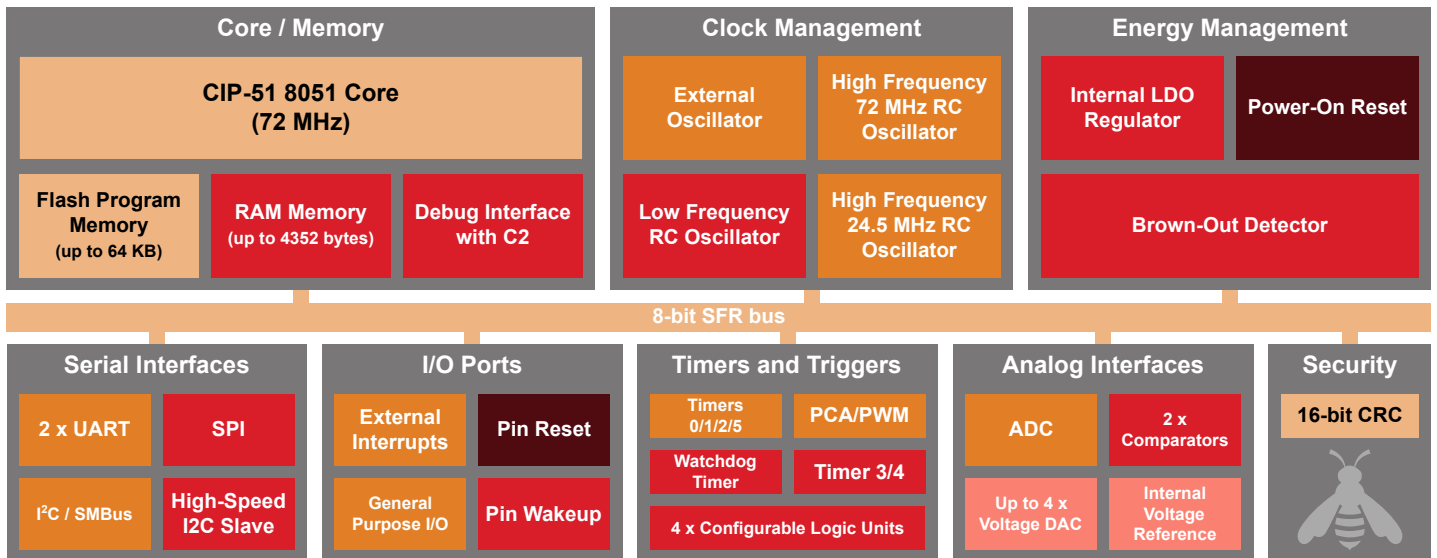 Core / Memory
CIP-51 8051 Core
(72 MHz)
Flash Program
Memory
(up to 64 KB)
RAM Memory
(up to 4352 bytes)
Debug Interface
with C2
Clock Management
External
Oscillator
High Frequency
72 MHz RC
Oscillator
Low Frequency
RC Oscillator
High Frequency
24.5 MHz RC
Oscillator
Energy Management
Internal LDO
Regulator
Power-On Reset
Brown-Out Detector
8-bit SFR bus
Serial Interfaces
2 x UART
SPI
I²C / SMBus
High-Speed
I2C Slave
I/O Ports
External
Interrupts
Pin Reset
General
Purpose I/O
Pin Wakeup
Timers and Triggers
Timers
0/1/2/5
PCA/PWM
Watchdog
Timer
Timer 3/4
4 x Configurable Logic Units
Analog Interfaces
ADC
2 x
Comparators
Up to 4 x
Voltage DAC
Internal
Voltage
Reference
Security
16-bit CRC